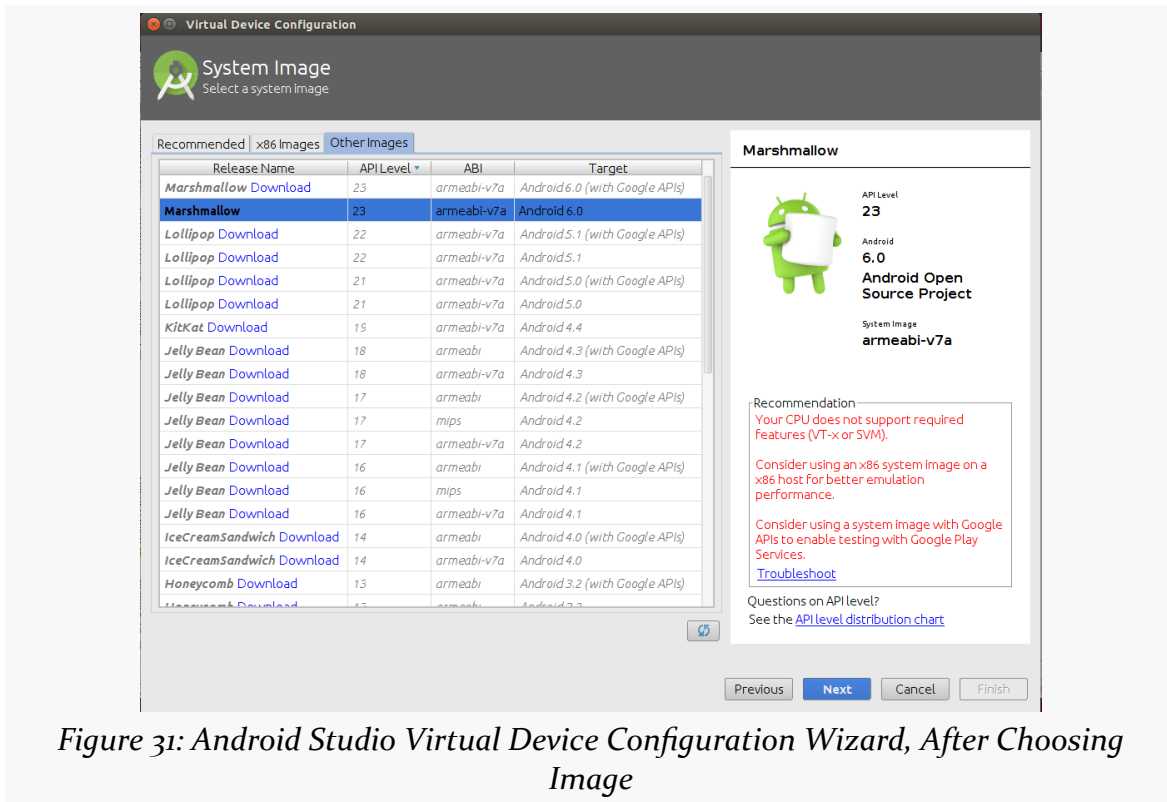 Virtual Device Configuration
System Image
Select a system image
Recommended x86 Images Other Images
Release Name API Level ABI Target
Marshmallow Download 23 armeabi-v7a Android 6.0 (with Google APIs)
Marshmallow 23 armeabi-v7a Android 6.0
Lollipop Download 22 armeabi-v7a Android 5.1 (with Google APIs)
Lollipop Download 22 armeabi-v7a Android 5.1
Lollipop Download 21 armeabi-v7a Android 5.0 (with Google APIs)
Lollipop Download 21 armeabi-v7a Android 5.0
KitKat Download 19 armeabi-v7a Android 4.4
Jelly Bean Download 18 armeabi Android 4.3 (with Google APIs)
Jelly Bean Download 18 armeabi-v7a Android 4.3
Jelly Bean Download 17 armeabi Android 4.2 (with Google APIs)
Jelly Bean Download 17 mips Android 4.2
Jelly Bean Download 17 armeabi-v7a Android 4.2
Jelly Bean Download 16 armeabi Android 4.1 (with Google APIs)
Jelly Bean Download 16 mips Android 4.1
Jelly Bean Download 16 armeabi-v7a Android 4.1
IceCreamSandwich Download 14 armeabi Android 4.0 (with Google APIs)
IceCreamSandwich Download 14 armeabi-v7a Android 4.0
Honeycomb Download 13 armeabi Android 3.2 (with Google APIs)
Honeycomb Download 13 armeabi Android 3.2
Marshmallow
API Level
23
Android
6.0
Android Open
Source Project
System Image
armeabi-v7a
Recommendation
Your CPU does not support required
features (VT-x or SVM).
Consider using an x86 system image on a
x86 host for better emulation
performance.
Consider using a system image with Google
APIs to enable testing with Google Play
Services.
Troubleshoot
Questions on API level?
See the API level distribution chart
Previous Next Cancel Finish
Figure 31: Android Studio Virtual Device Configuration Wizard, After Choosing
Image